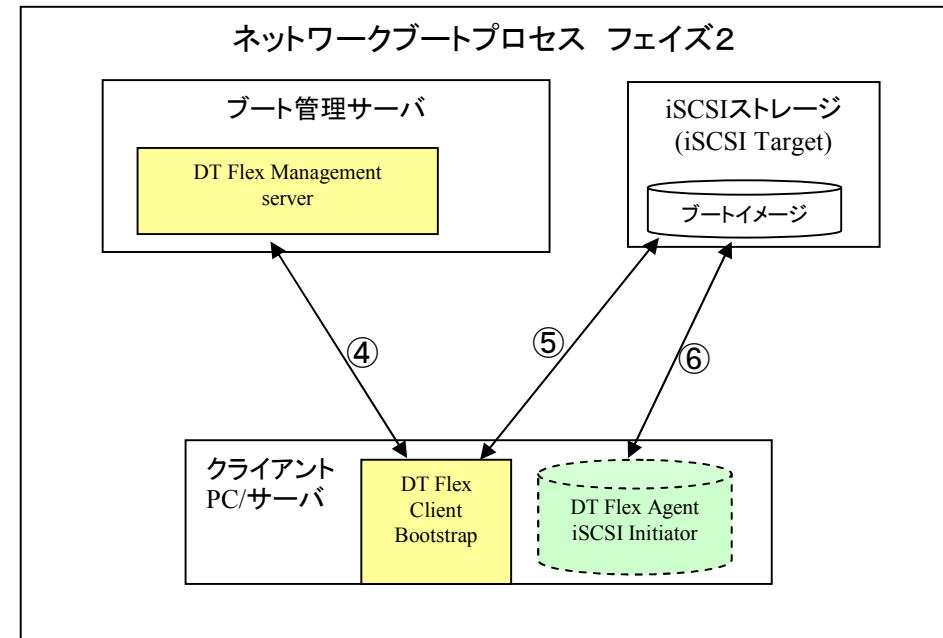 ネットワークブートプロセス　フェイズ２
ブート管理サーバ
DT Flex Management
server
iSCSIストレージ
(iSCSI Target)
ブートイメージ
④
⑤
⑥
クライアント
PC/サーバ
DT Flex
Client
Bootstrap
DT Flex Agent
iSCSI Initiator